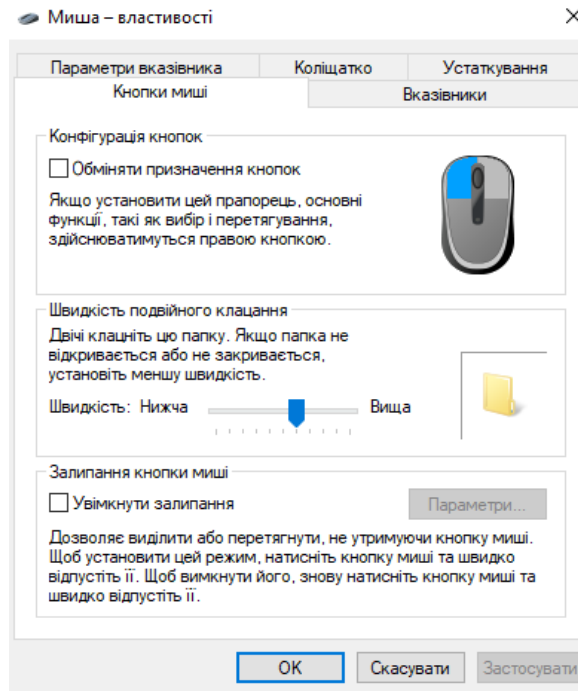 Миша – властивості
Параметри вказівника
Коліщатко
Устаткування
Кнопки миші
Вказівники
Конфігурація кнопок
Обміняти призначення кнопок
Якщо установити цей прапорець, основні
функції, такі як вибір і перетягування,
здійснюватимуться правою кнопкою.
Швидкість подвійного клацання
Двічі клацніть цю папку. Якщо папка не
відкривається або не закривається,
установіть меншу швидкість.
Швидкість: Нижча Вища
Залипання кнопки миші
Увімкнути залипання
Параметри...
Дозволяє виділити або перетягнути, не утримуючи кнопку миші.
Щоб установити цей режим, натисніть кнопку миші та швидко
відпустіть її. Щоб вимкнути його, знову натисніть кнопку миші та
швидко відпустіть її.
ОК
Скасувати
Застосувати